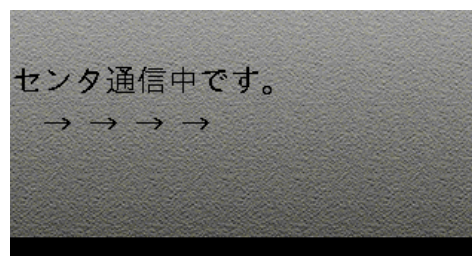 センタ通信中です。
→ → → →